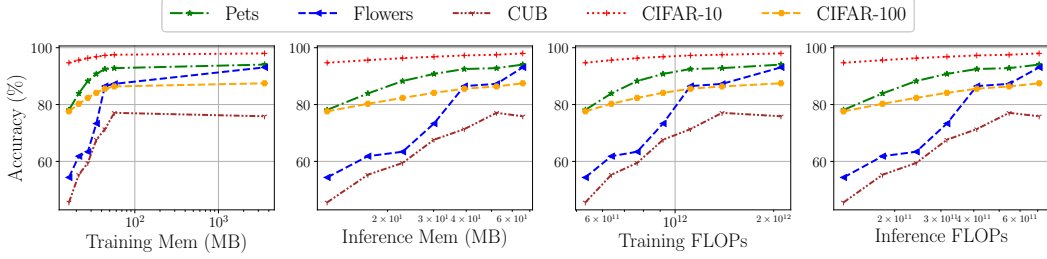 Pets Flowers CUB CIFAR-10 CIFAR-100
Accuracy (%)
100
80
60
10² 10³
Training Mem (MB)
100
80
60
2 × 10¹ 3 × 10¹ 4 × 10¹ 6 × 10¹
Inference Mem (MB)
100
80
60
6 × 10¹¹ 10¹² 2 × 10¹²
Training FLOPs
100
80
60
2 × 10¹¹ 3 × 10¹¹ 4 × 10¹¹ 6 × 10¹¹
Inference FLOPs